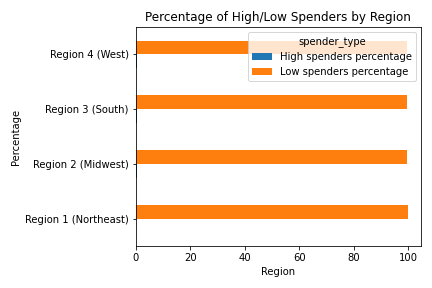 Percentage of High/Low Spenders by Region
spender_type
High spenders percentage
Low spenders percentage
Percentage
Region 4 (West)
Region 3 (South)
Region 2 (Midwest)
Region 1 (Northeast)
0 20 40 60 80 100
Region